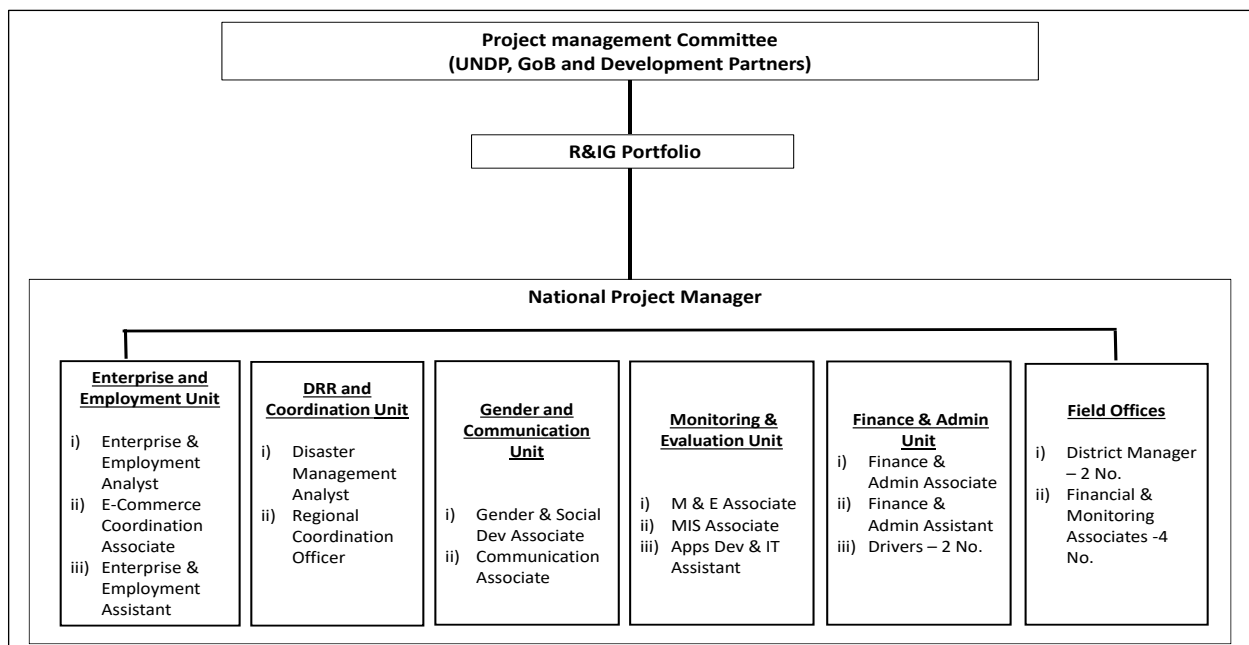 Project management Committee
(UNDP, GoB and Development Partners)
R&IG Portfolio
National Project Manager
Enterprise and
Employment Unit
i) Enterprise &
Employment
Analyst
ii) E-Commerce
Coordination
Associate
iii) Enterprise &
Employment
Assistant
DRR and
Coordination Unit
i) Disaster
Management
Analyst
ii) Regional
Coordination
Officer
Gender and
Communication
Unit
i) Gender & Social
Dev Associate
ii) Communication
Associate
Monitoring &
Evaluation Unit
i) M & E Associate
ii) MIS Associate
iii) Apps Dev & IT
Assistant
Finance & Admin
Unit
i) Finance &
Admin Associate
ii) Finance &
Admin Assistant
iii) Drivers – 2 No.
Field Offices
i) District Manager
– 2 No.
ii) Financial &
Monitoring
Associates -4
No.